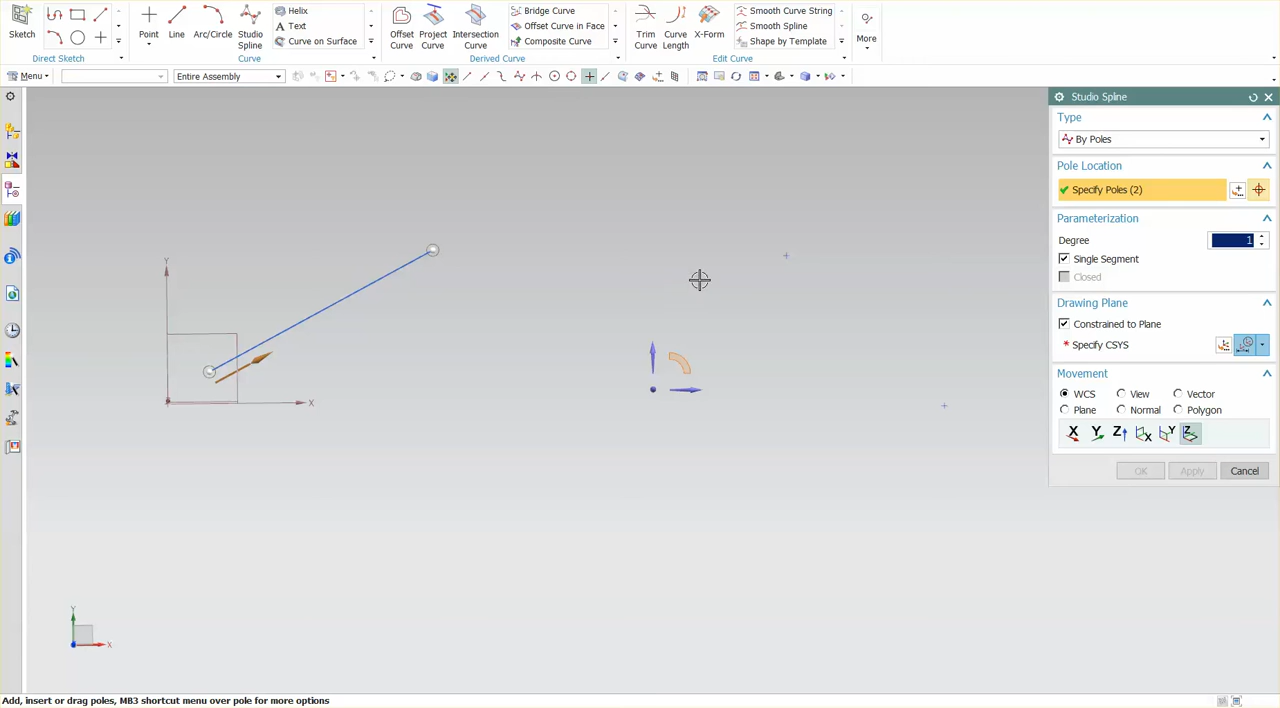 Sketch
Direct Sketch
Point
Line
Arc/Circle
Studio
Spline
Helix
A Text
Curve on Surface
Curve
Offset
Curve
Project
Curve
Intersection
Curve
Bridge Curve
Offset Curve in Face
Composite Curve
Derived Curve
Trim
Curve
Curve
Length
X-Form
Smooth Curve String
Smooth Spline
Shape by Template
Edit Curve
More
Menu
Entire Assembly
Studio Spline
Type
By Poles
Pole Location
Specify Poles (2)
Parameterization
Degree
1
Single Segment
Closed
Drawing Plane
Constrained to Plane
* Specify CSYS
Movement
WCS
View
Vector
Plane
Normal
Polygon
X
Y
Z
X
Y
Z
OK
Apply
Cancel
Y
X
Y
X
Add, insert or drag poles, MB3 shortcut menu over pole for more options